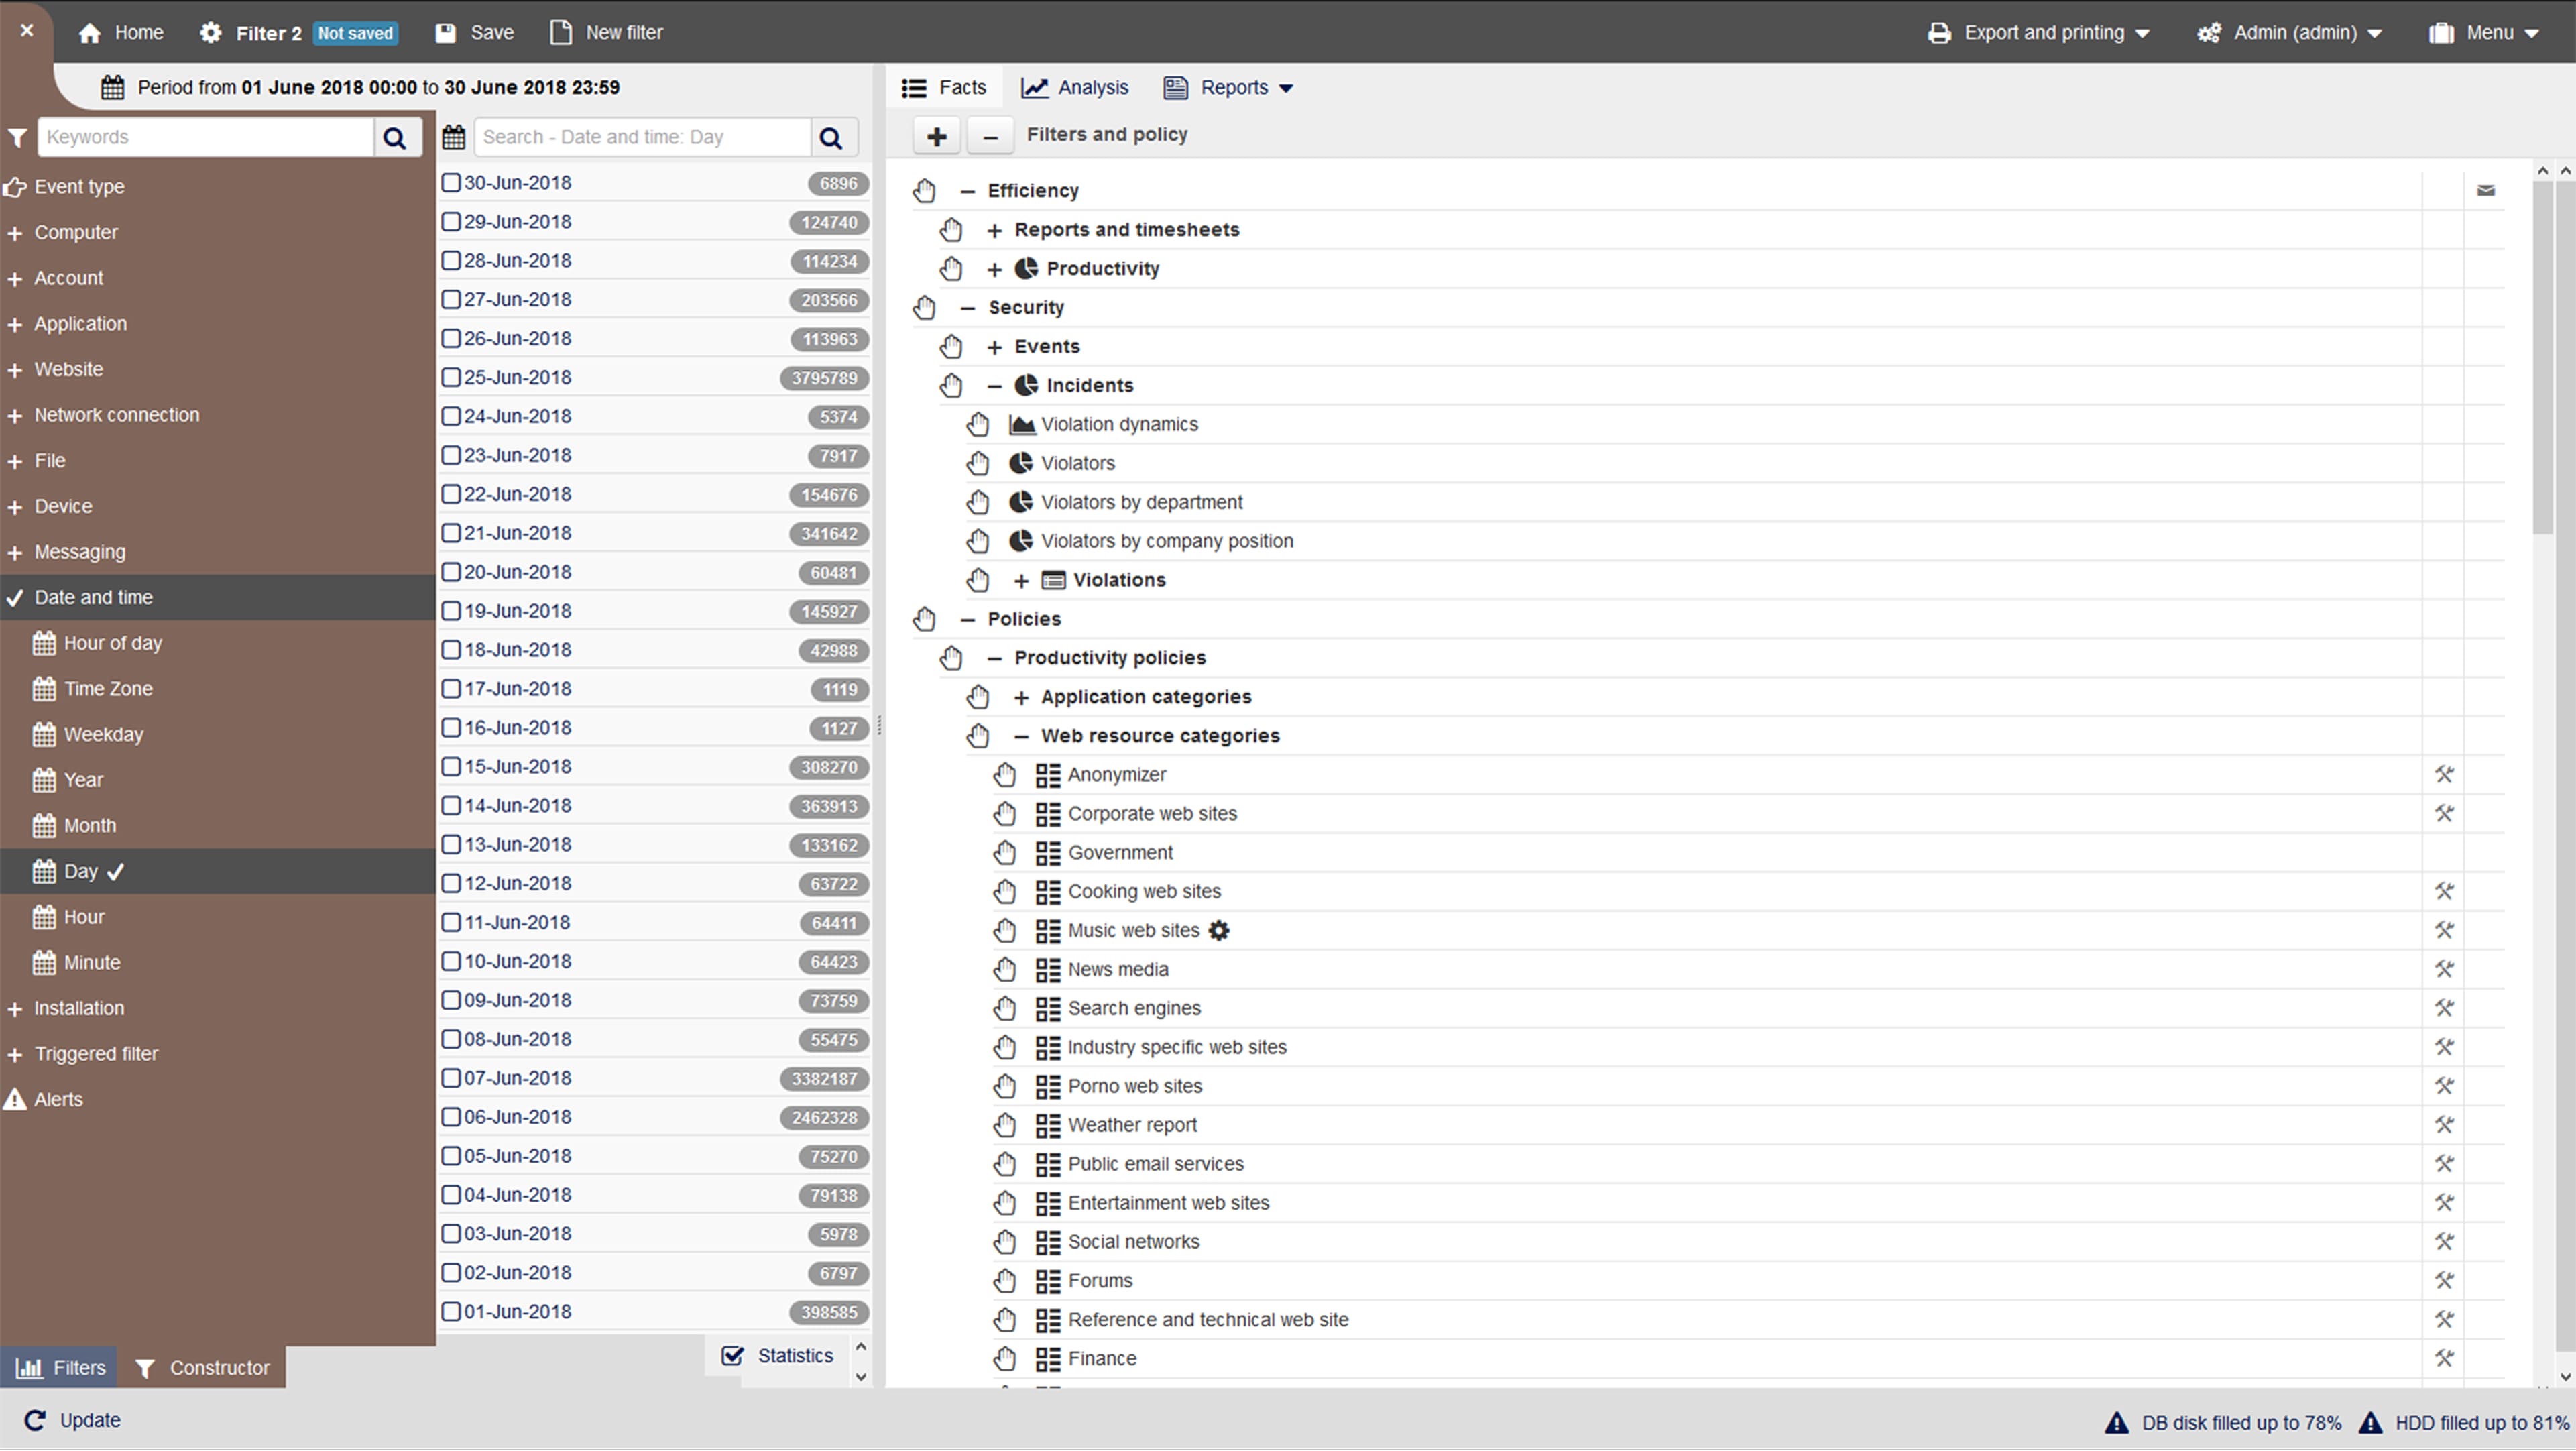 × Home Filter 2 Not saved Save New filter Export and printing Admin (admin) Menu
Period from 01 June 2018 00:00 to 30 June 2018 23:59
Facts Analysis Reports
Keywords
Search - Date and time: Day
+ − Filters and policy
Event type
+ Computer
+ Account
+ Application
+ Website
+ Network connection
+ File
+ Device
+ Messaging
Date and time
Hour of day
Time Zone
Weekday
Year
Month
Day
Hour
Minute
+ Installation
+ Triggered filter
Alerts
Filters Constructor
30-Jun-2018 6896
29-Jun-2018 124740
28-Jun-2018 114234
27-Jun-2018 203566
26-Jun-2018 113963
25-Jun-2018 3795789
24-Jun-2018 5374
23-Jun-2018 7917
22-Jun-2018 154676
21-Jun-2018 341642
20-Jun-2018 60481
19-Jun-2018 145927
18-Jun-2018 42988
17-Jun-2018 1119
16-Jun-2018 1127
15-Jun-2018 308270
14-Jun-2018 363913
13-Jun-2018 133162
12-Jun-2018 63722
11-Jun-2018 64411
10-Jun-2018 64423
09-Jun-2018 73759
08-Jun-2018 55475
07-Jun-2018 3382187
06-Jun-2018 2462328
05-Jun-2018 75270
04-Jun-2018 79138
03-Jun-2018 5978
02-Jun-2018 6797
01-Jun-2018 398585
Statistics
− Efficiency
+ Reports and timesheets
+ Productivity
− Security
+ Events
− Incidents
Violation dynamics
Violators
Violators by department
Violators by company position
+ Violations
− Policies
− Productivity policies
+ Application categories
− Web resource categories
Anonymizer
Corporate web sites
Government
Cooking web sites
Music web sites
News media
Search engines
Industry specific web sites
Porno web sites
Weather report
Public email services
Entertainment web sites
Social networks
Forums
Reference and technical web site
Finance
Update
DB disk filled up to 78% HDD filled up to 81%